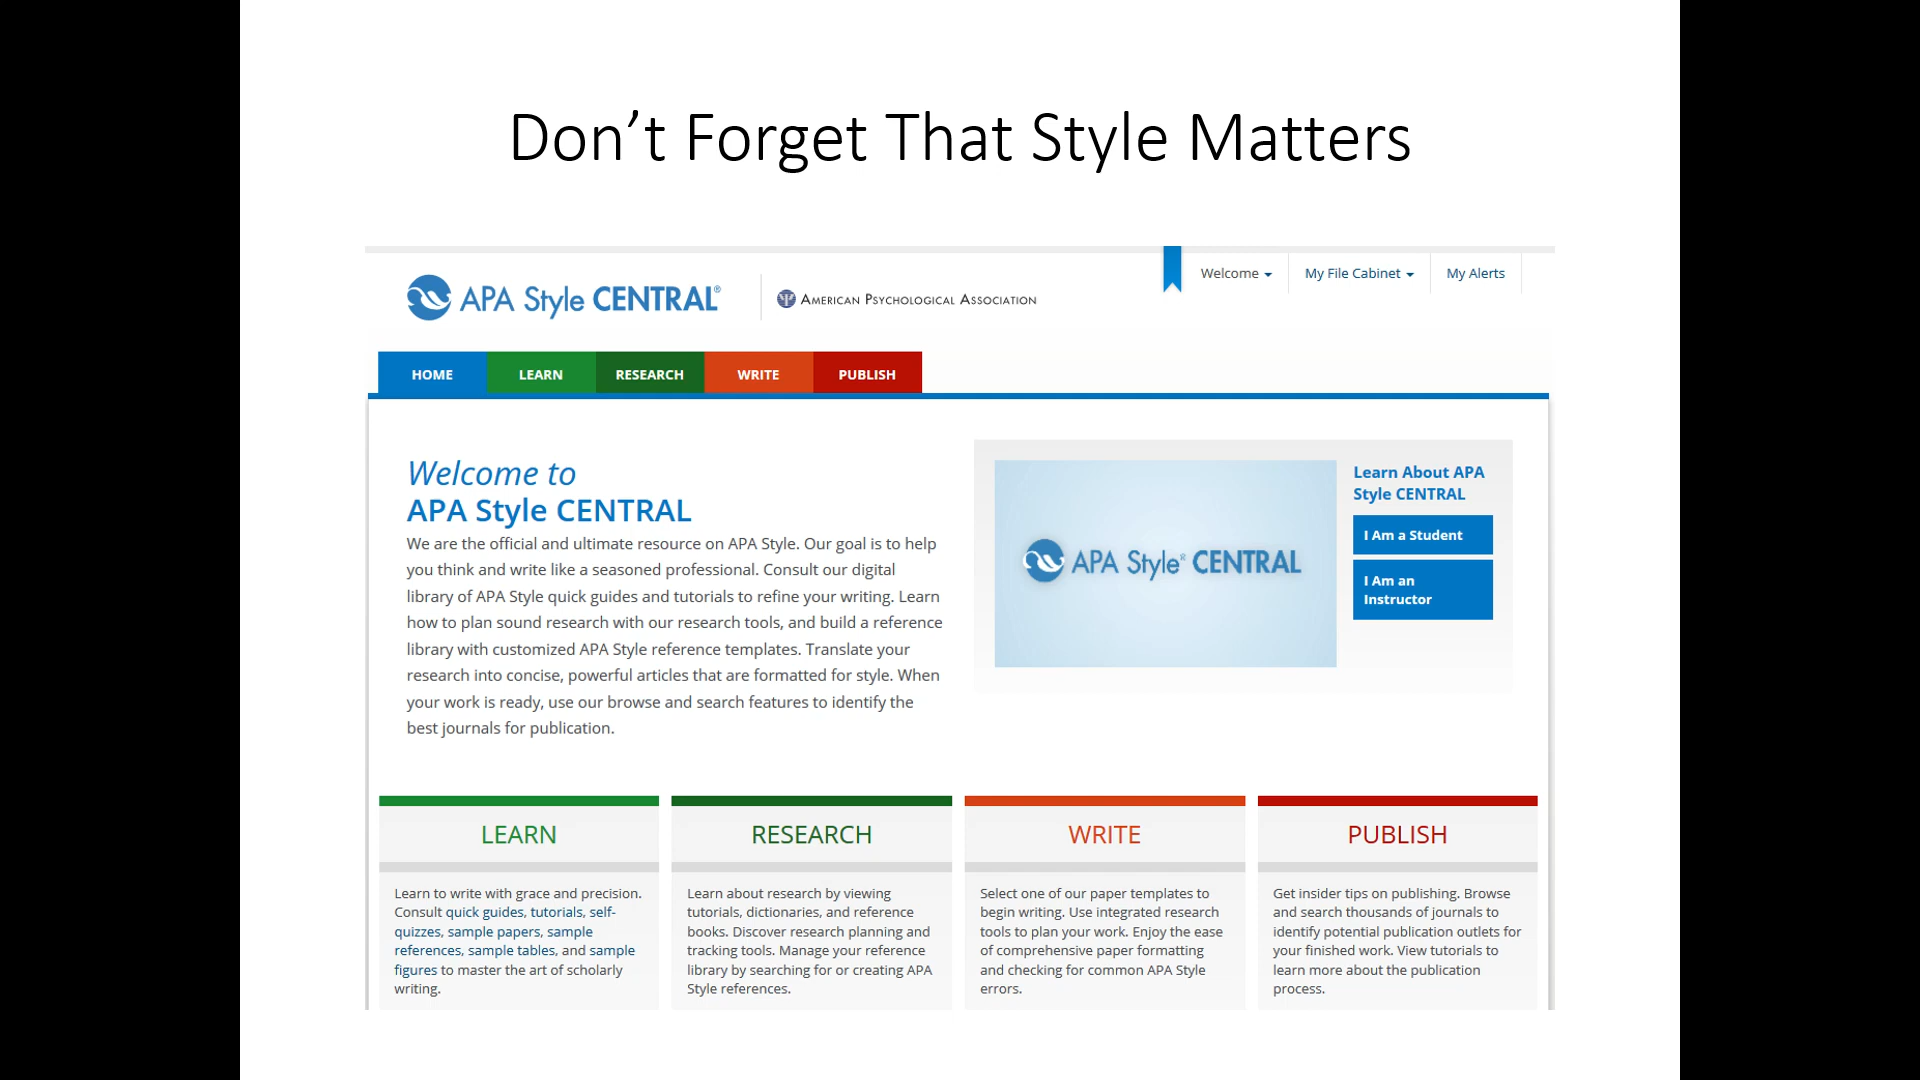 Don’t Forget That Style Matters
Welcome
My File Cabinet
My Alerts
APA Style CENTRAL®
AMERICAN PSYCHOLOGICAL ASSOCIATION
HOME
LEARN
RESEARCH
WRITE
PUBLISH
Welcome to
APA Style CENTRAL
We are the official and ultimate resource on APA Style. Our goal is to help
you think and write like a seasoned professional. Consult our digital
library of APA Style quick guides and tutorials to refine your writing. Learn
how to plan sound research with our research tools, and build a reference
library with customized APA Style reference templates. Translate your
research into concise, powerful articles that are formatted for style. When
your work is ready, use our browse and search features to identify the
best journals for publication.
APA Style® CENTRAL
Learn About APA
Style CENTRAL
I Am a Student
I Am an
Instructor
LEARN
Learn to write with grace and precision.
Consult quick guides, tutorials, self-
quizzes, sample papers, sample
references, sample tables, and sample
figures to master the art of scholarly
writing.
RESEARCH
Learn about research by viewing
tutorials, dictionaries, and reference
books. Discover research planning and
tracking tools. Manage your reference
library by searching for or creating APA
Style references.
WRITE
Select one of our paper templates to
begin writing. Use integrated research
tools to plan your work. Enjoy the ease
of comprehensive paper formatting
and checking for common APA Style
errors.
PUBLISH
Get insider tips on publishing. Browse
and search thousands of journals to
identify potential publication outlets for
your finished work. View tutorials to
learn more about the publication
process.